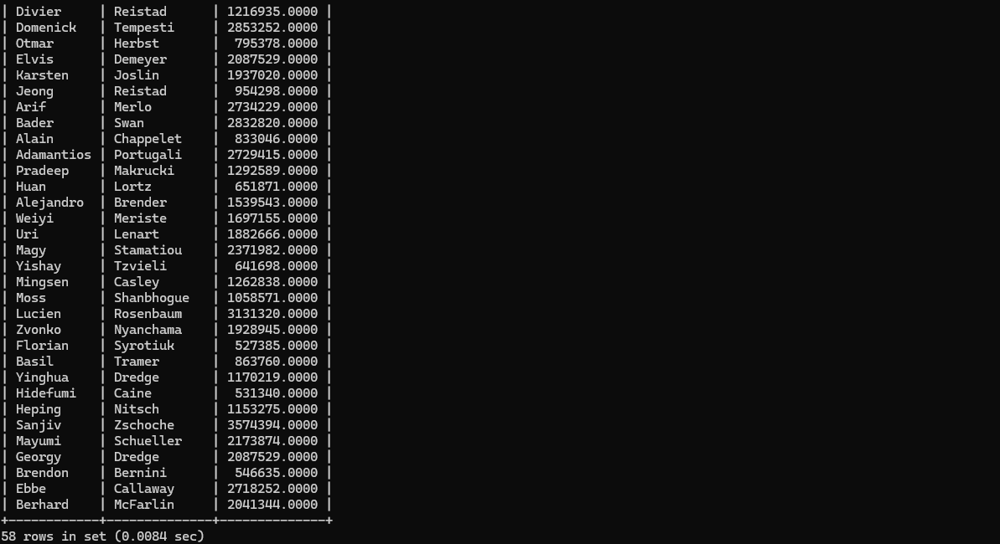 | Divier     | Reistad      | 1216935.0000 |
| Domenick   | Tempesti     | 2853252.0000 |
| Otmar      | Herbst       |  795378.0000 |
| Elvis      | Demeyer      | 2087529.0000 |
| Karsten    | Joslin       | 1937020.0000 |
| Jeong      | Reistad      |  954298.0000 |
| Arif       | Merlo        | 2734229.0000 |
| Bader      | Swan         | 2832820.0000 |
| Alain      | Chappelet    |  833046.0000 |
| Adamantios | Portugali    | 2729415.0000 |
| Pradeep    | Makrucki     | 1292589.0000 |
| Huan       | Lortz        |  651871.0000 |
| Alejandro  | Brender      | 1539543.0000 |
| Weiyi      | Meriste      | 1697155.0000 |
| Uri        | Lenart       | 1882666.0000 |
| Magy       | Stamatiou    | 2371982.0000 |
| Yishay     | Tzvieli      |  641698.0000 |
| Mingsen    | Casley       | 1262838.0000 |
| Moss       | Shanbhogue   | 1058571.0000 |
| Lucien     | Rosenbaum    | 3131320.0000 |
| Zvonko     | Nyanchama    | 1928945.0000 |
| Florian    | Syrotiuk     |  527385.0000 |
| Basil      | Tramer       |  863760.0000 |
| Yinghua    | Dredge       | 1170219.0000 |
| Hidefumi   | Caine        |  531340.0000 |
| Heping     | Nitsch       | 1153275.0000 |
| Sanjiv     | Zschoche     | 3574394.0000 |
| Mayumi     | Schueller    | 2173874.0000 |
| Georgy     | Dredge       | 2087529.0000 |
| Brendon    | Bernini      |  546635.0000 |
| Ebbe       | Callaway     | 2718252.0000 |
| Berhard    | McFarlin     | 2041344.0000 |
+------------+--------------+--------------+
58 rows in set (0.0084 sec)